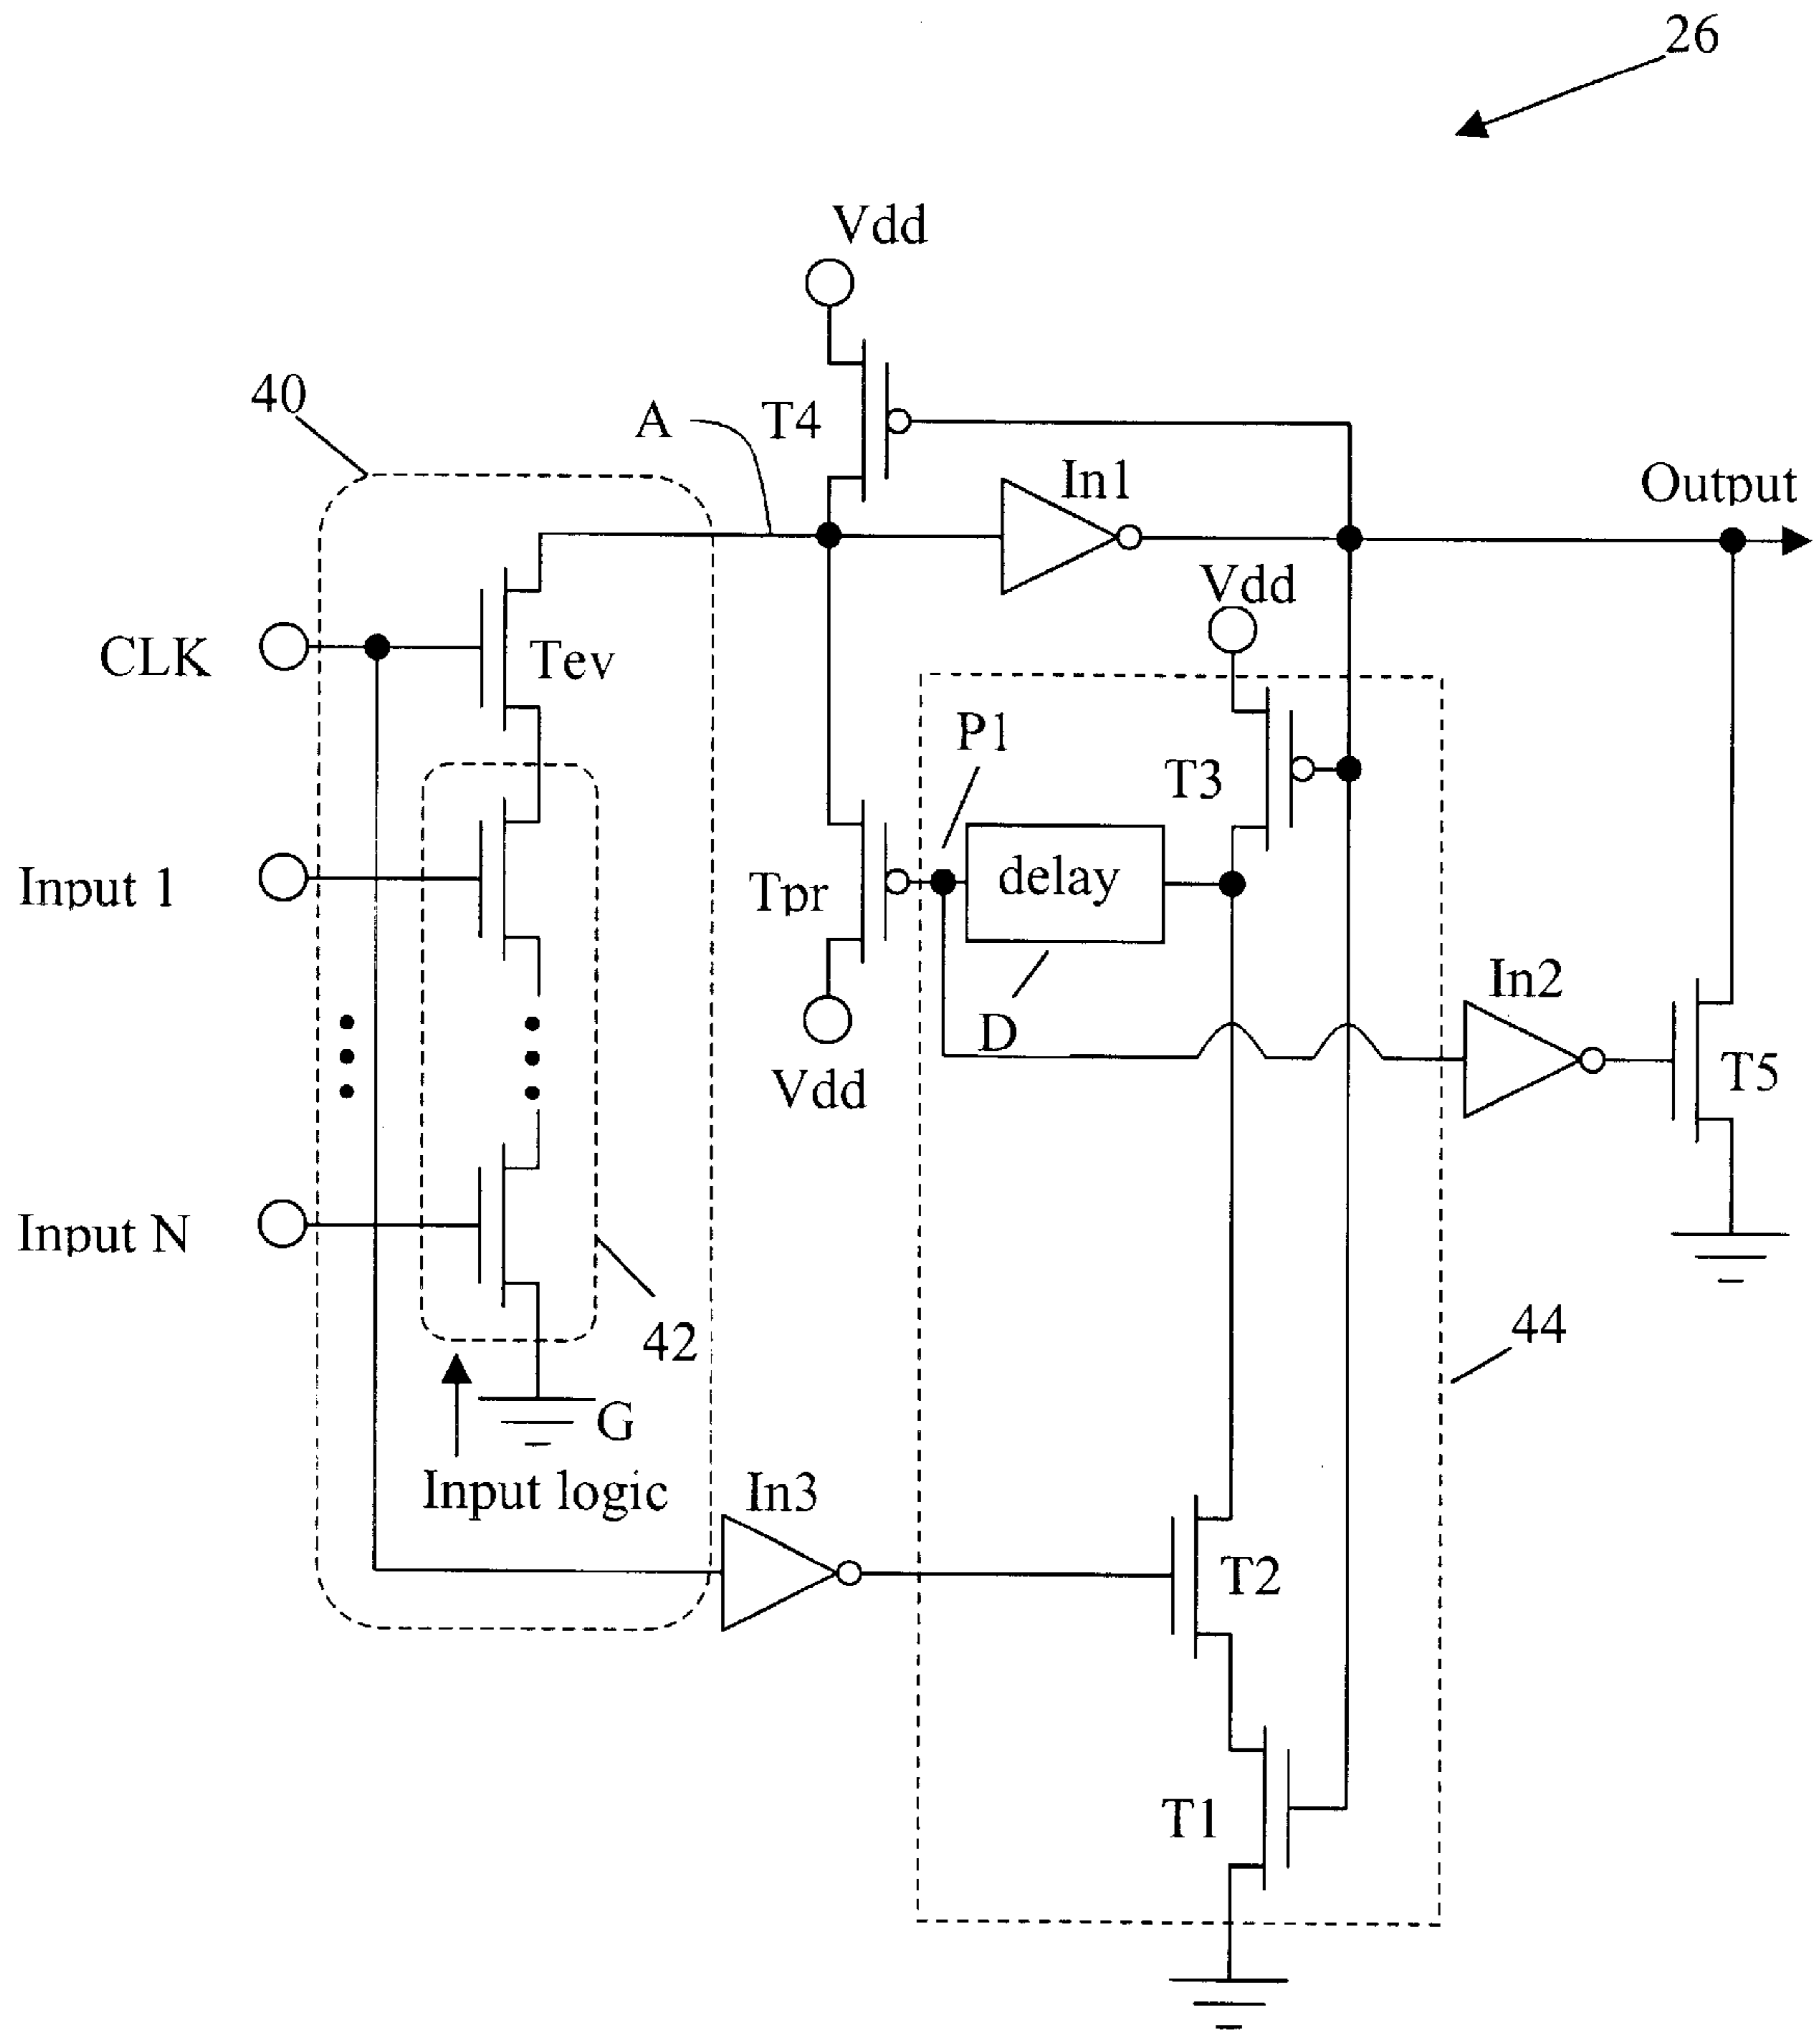 26
Vdd
40
A
T4
In1
Output
Vdd
CLK
Tev
P1
T3
Input 1
Tpr
delay
In2
D
T5
Vdd
Input N
42
44
G
Input logic
In3
T2
T1